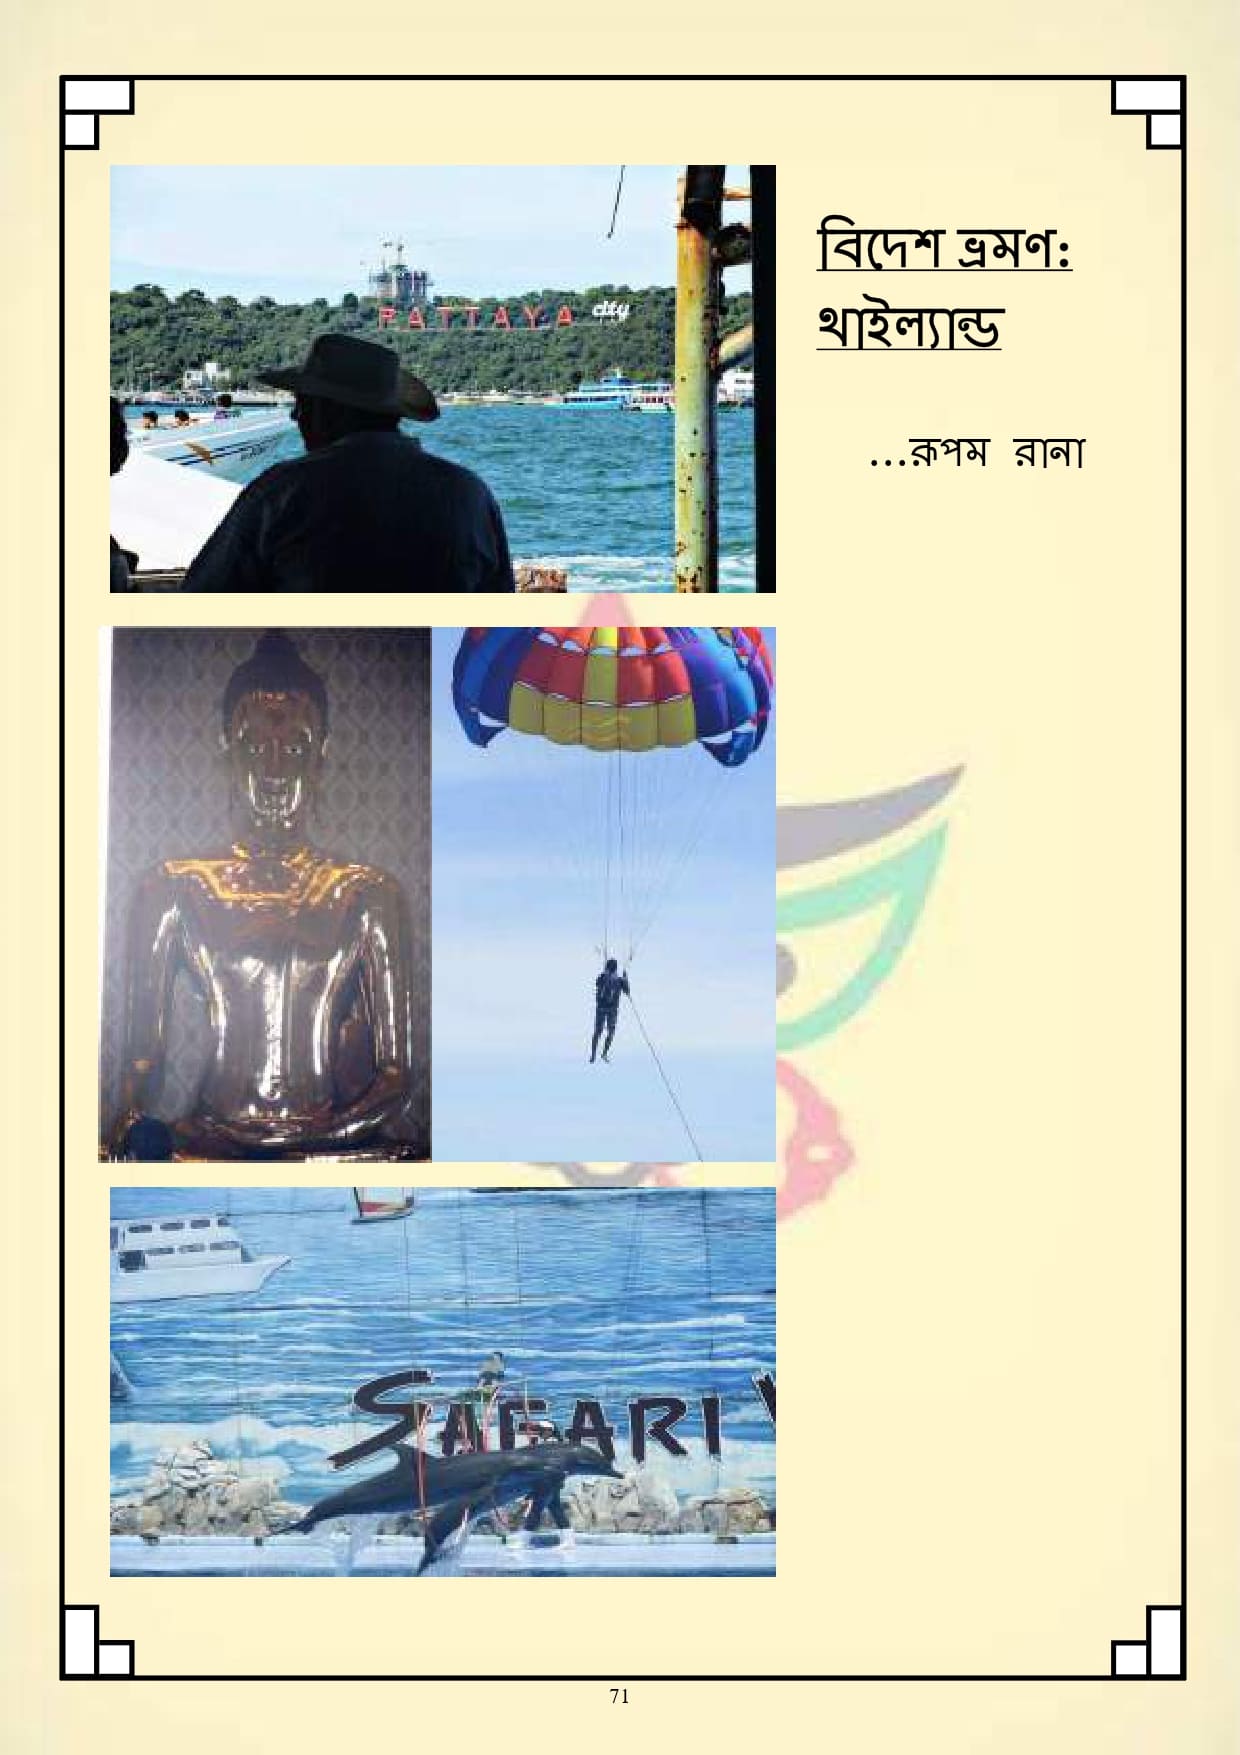 বিদেশ ভ্রমণ:
থাইল্যান্ড
...রূপম রানা
PATTAYA city
SAFARI W
71